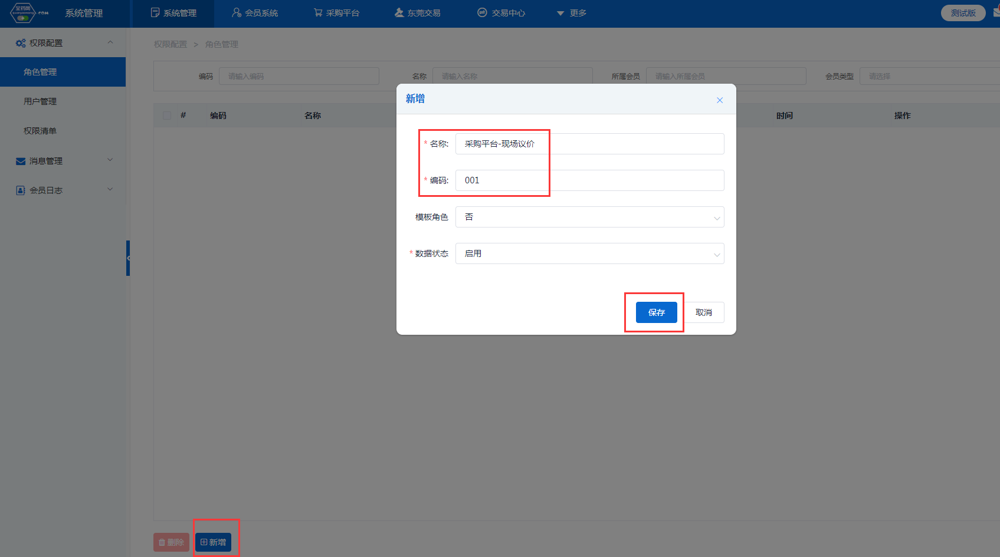 全药网
quanyaowang .COM
系统管理
系统管理
会员系统
采购平台
东莞交易
交易中心
更多
测试版
权限配置
角色管理
用户管理
权限清单
消息管理
会员日志
权限配置 > 角色管理
编码 请输入编码
名称 请输入名称
所属会员 请输入所属会员
会员类型 请选择
# 编码 名称 时间 操作
新增
* 名称: 采购平台-现场议价
* 编码: 001
模板角色 否
* 数据状态 启用
保存 取消
删除 新增